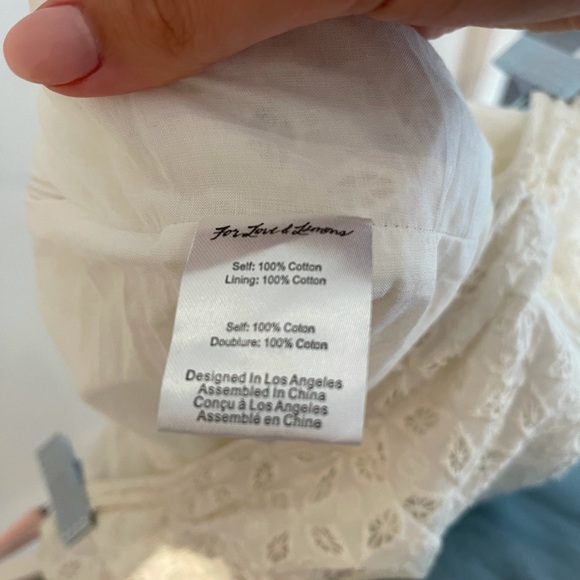 For Love & Lemons
Self: 100% Cotton
Lining: 100% Cotton
Self: 100% Coton
Doublure: 100% Coton
Designed In Los Angeles
Assembled In China
Conçu à Los Angeles
Assemblé en Chine